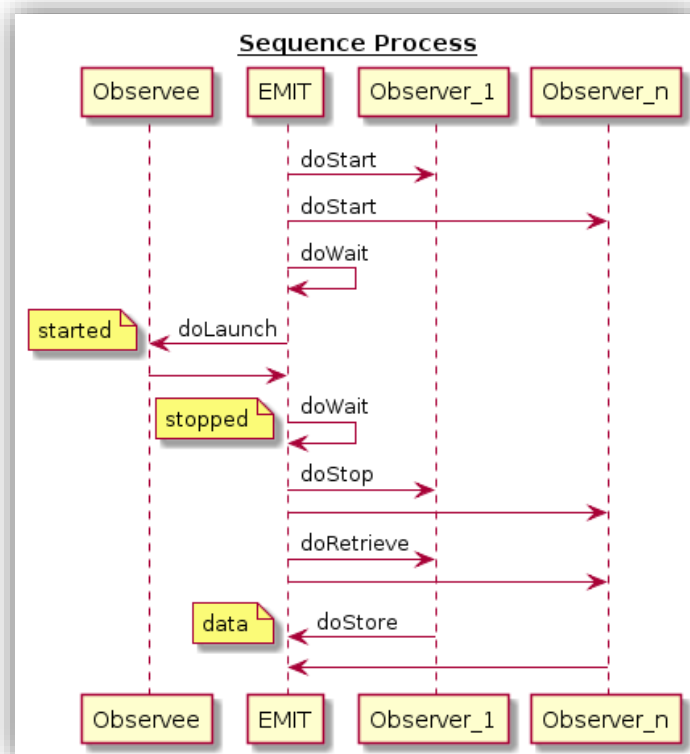 Sequence Process
Observee EMIT Observer_1 Observer_n
doStart
doStart
doWait
started doLaunch
stopped doWait
doStop
doRetrieve
data doStore
Observee EMIT Observer_1 Observer_n